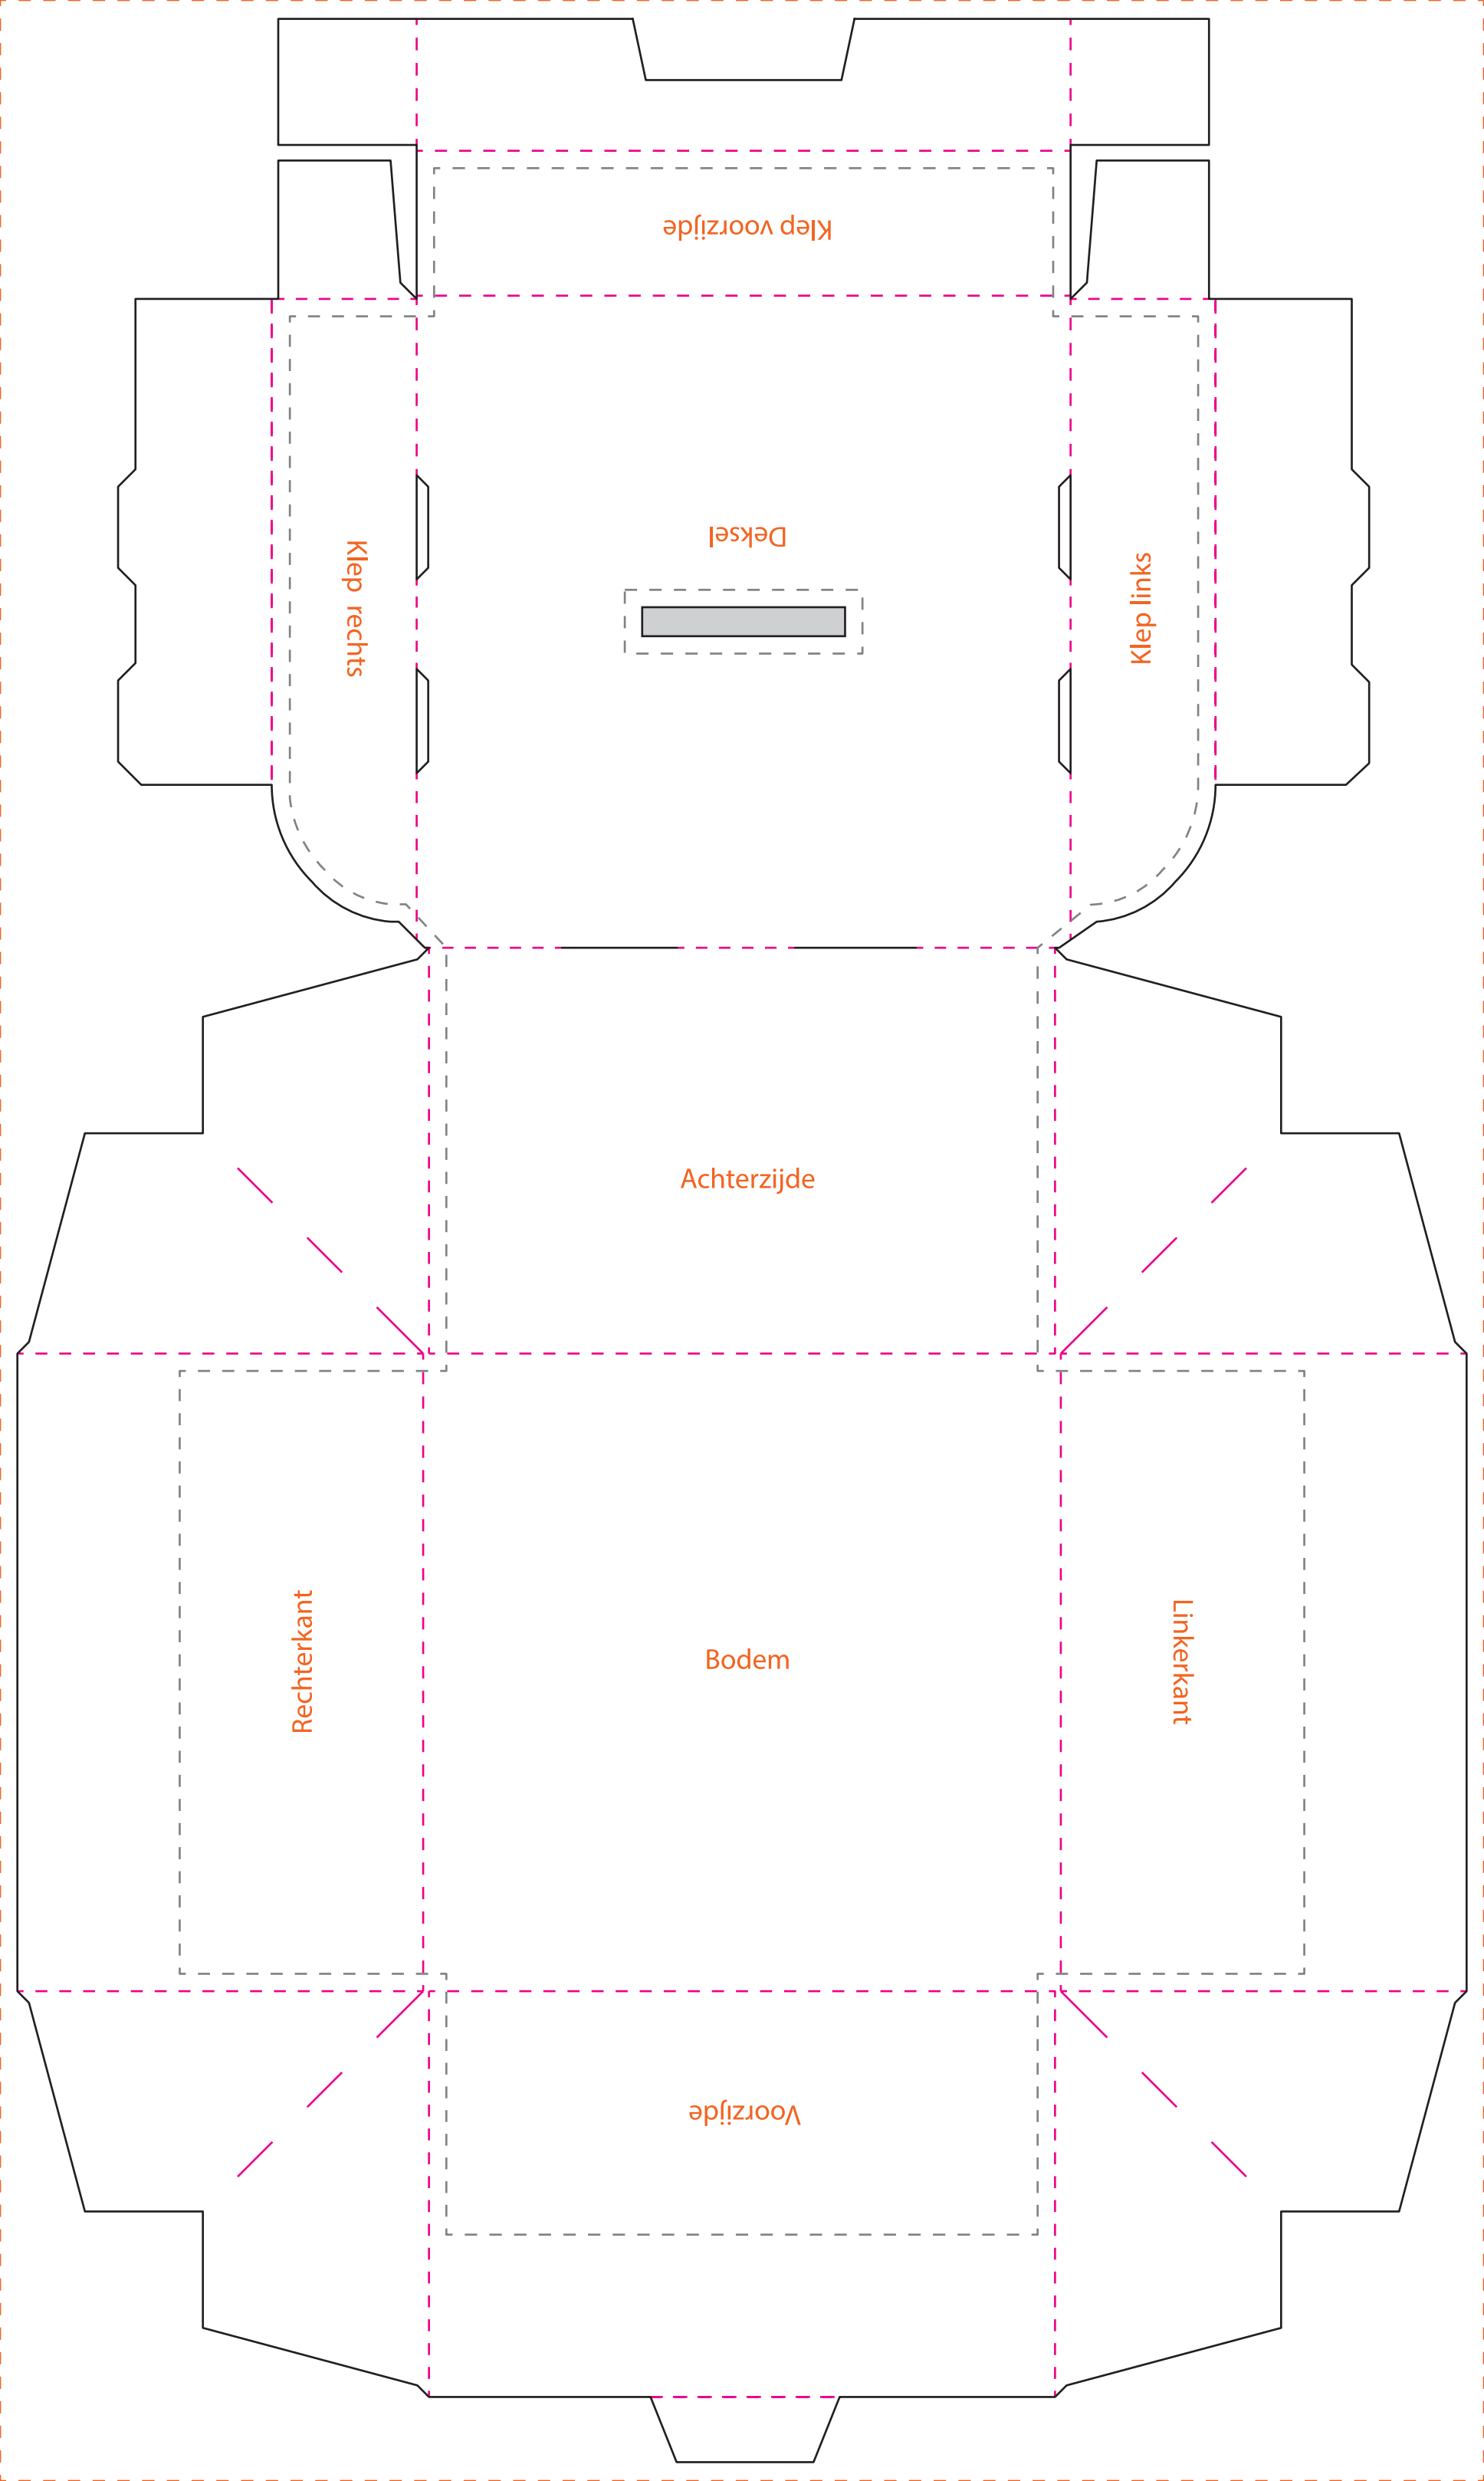 Klep voorzijde
Deksel
Klep rechts
Klep links
Achterzijde
Rechterkant
Bodem
Linkerkant
Voorzijde